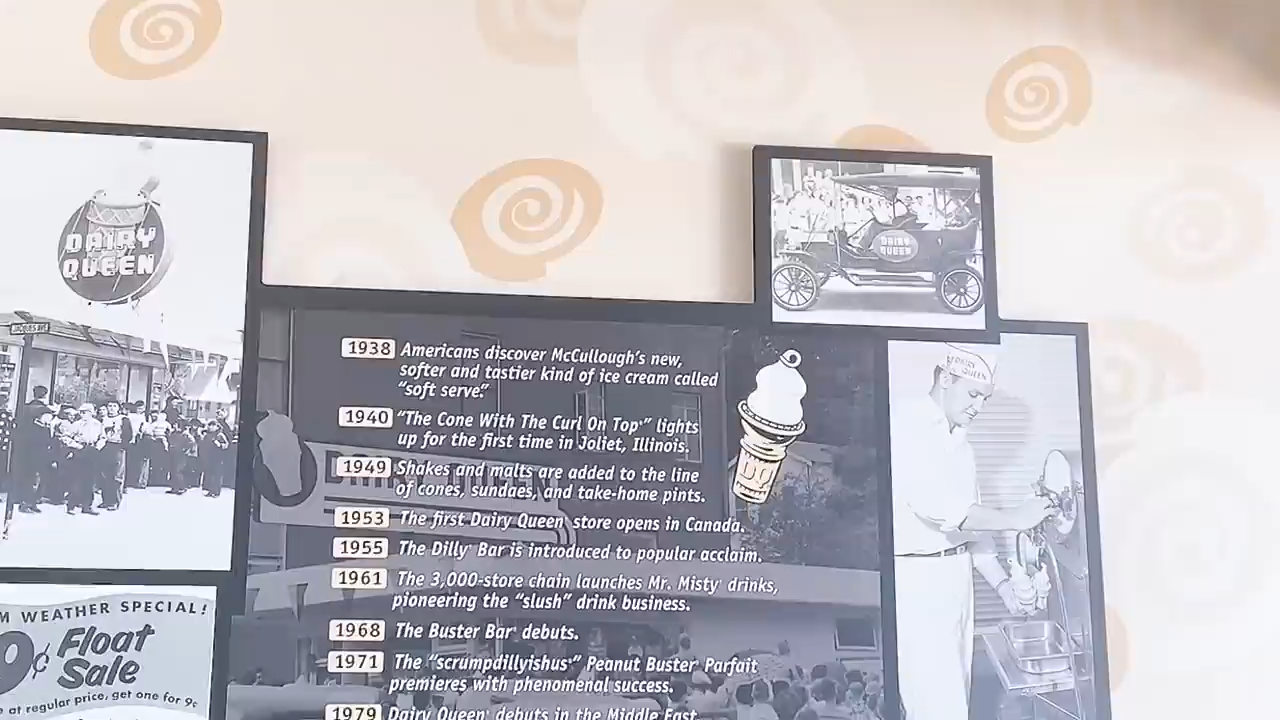 DAIRY
QUEEN
JACQUES AVE
DAIRY
QUEEN
DAIRY
QUEEN
1938 Americans discover McCullough's new,
softer and tastier kind of ice cream called
"soft serve."
1940 "The Cone With The Curl On Top" lights
up for the first time in Joliet, Illinois.
1949 Shakes and malts are added to the line
of cones, sundaes, and take-home pints.
1953 The first Dairy Queen store opens in Canada.
1955 The Dilly Bar is introduced to popular acclaim.
1961 The 3,000-store chain launches Mr. Misty drinks,
pioneering the "slush" drink business.
1968 The Buster Bar debuts.
1971 The "scrumpdillyishus" Peanut Buster Parfait
premieres with phenomenal success.
1979 Dairy Queen debuts in the Middle East
DAIRY QUEEN
M WEATHER SPECIAL!
9¢ Float
Sale
e at regular price, get one for 9¢